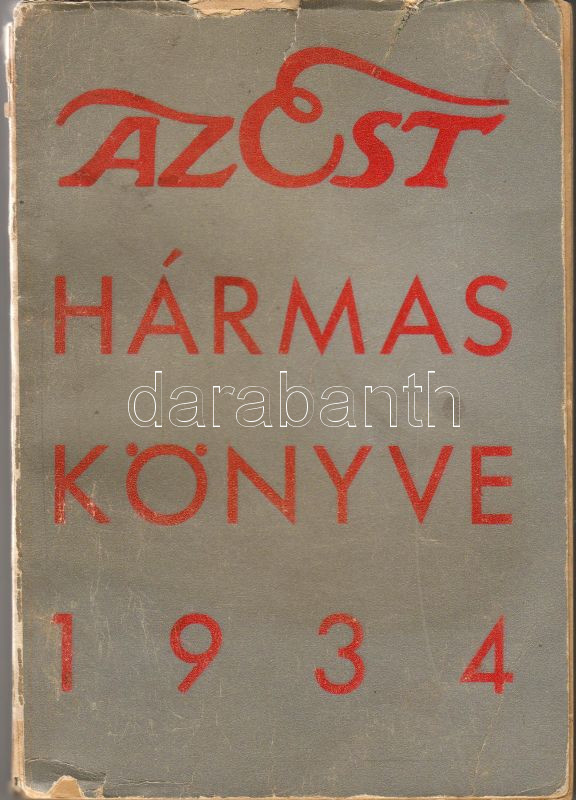 AZ EST
HÁRMAS
darabanth
KÖNYVE
1934